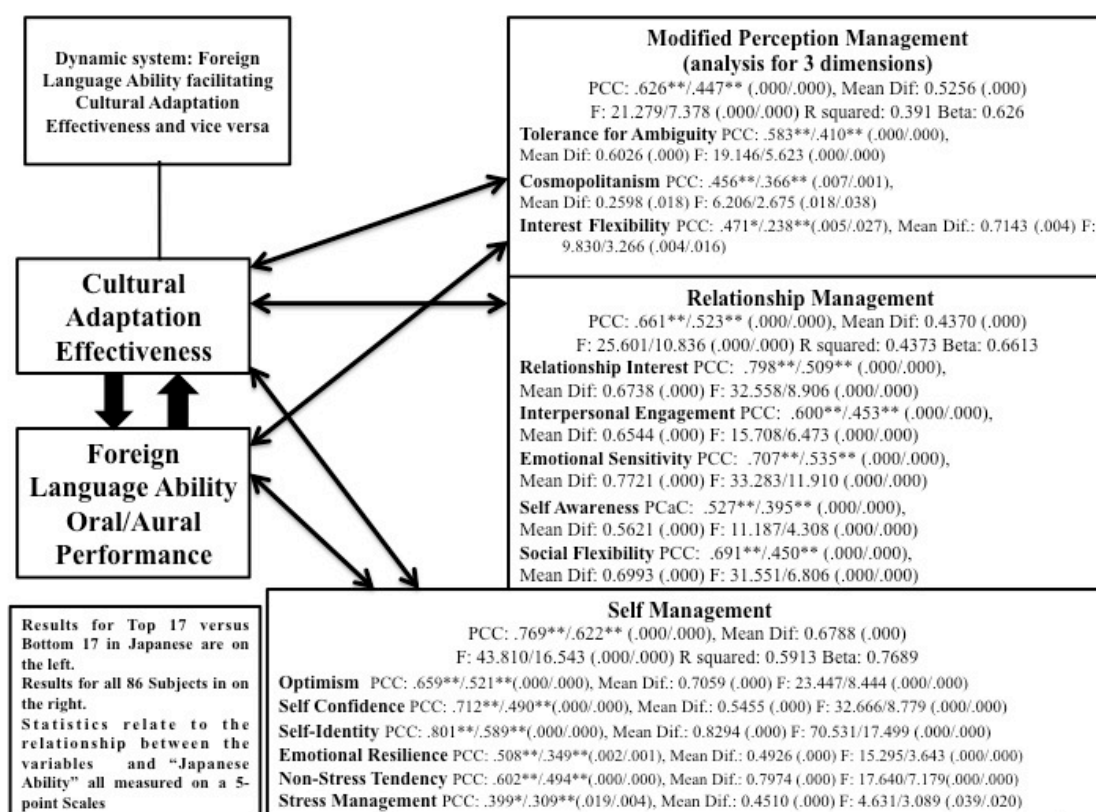 Dynamic system: Foreign
Language Ability facilitating
Cultural Adaptation
Effectiveness and vice versa
Cultural
Adaptation
Effectiveness
Foreign
Language Ability
Oral/Aural
Performance
Results for Top 17 versus
Bottom 17 in Japanese are on
the left.
Results for all 86 Subjects in on
the right.
Statistics relate to the
relationship between the
variables and “Japanese
Ability” all measured on a 5-
point Scales
Modified Perception Management
(analysis for 3 dimensions)
PCC: .626**/.447** (.000/.000), Mean Dif: 0.5256 (.000)
F: 21.279/7.378 (.000/.000) R squared: 0.391 Beta: 0.626
Tolerance for Ambiguity PCC: .583**/.410** (.000/.000),
Mean Dif: 0.6026 (.000) F: 19.146/5.623 (.000/.000)
Cosmopolitanism PCC: .456**/.366** (.007/.001),
Mean Dif: 0.2598 (.018) F: 6.206/2.675 (.018/.038)
Interest Flexibility PCC: .471*/.238**(.005/.027), Mean Dif.: 0.7143 (.004) F:
9.830/3.266 (.004/.016)
Relationship Management
PCC: .661**/.523** (.000/.000), Mean Dif: 0.4370 (.000)
F: 25.601/10.836 (.000/.000) R squared: 0.4373 Beta: 0.6613
Relationship Interest PCC: .798**/.509** (.000/.000),
Mean Dif: 0.6738 (.000) F: 32.558/8.906 (.000/.000)
Interpersonal Engagement PCC: .600**/.453** (.000/.000),
Mean Dif: 0.6544 (.000) F: 15.708/6.473 (.000/.000)
Emotional Sensitivity PCC: .707**/.535** (.000/.000),
Mean Dif: 0.7721 (.000) F: 33.283/11.910 (.000/.000)
Self Awareness PCaC: .527**/.395** (.000/.000),
Mean Dif: 0.5621 (.000) F: 11.187/4.308 (.000/.000)
Social Flexibility PCC: .691**/.450** (.000/.000),
Mean Dif: 0.6993 (.000) F: 31.551/6.806 (.000/.000)
Self Management
PCC: .769**/.622** (.000/.000), Mean Dif: 0.6788 (.000)
F: 43.810/16.543 (.000/.000) R squared: 0.5913 Beta: 0.7689
Optimism PCC: .659**/.521**(.000/.000), Mean Dif.: 0.7059 (.000) F: 23.447/8.444 (.000/.000)
Self Confidence PCC: .712**/.490**(.000/.000), Mean Dif.: 0.5455 (.000) F: 32.666/8.779 (.000/.000)
Self-Identity PCC: .801**/.589**(.000/.000), Mean Dif.: 0.8294 (.000) F: 70.531/17.499 (.000/.000)
Emotional Resilience PCC: .508**/.349**(.002/.001), Mean Dif.: 0.4926 (.000) F: 15.295/3.643 (.000/.000)
Non-Stress Tendency PCC: .602**/.494**(.000/.000), Mean Dif.: 0.7974 (.000) F: 17.640/7.179(.000/.000)
Stress Management PCC: .399*/.309**(.019/.004), Mean Dif.: 0.4510 (.000) F: 4.631/3.089 (.039/.020)